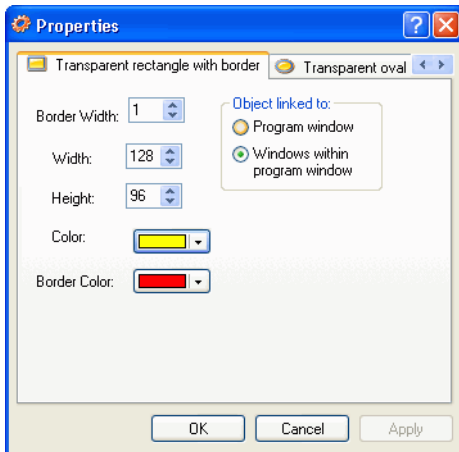 Properties
Transparent rectangle with border
Transparent oval
Border Width: 1
Object linked to:
Program window
Width: 128
Windows within
program window
Height: 96
Color:
Border Color:
OK
Cancel
Apply